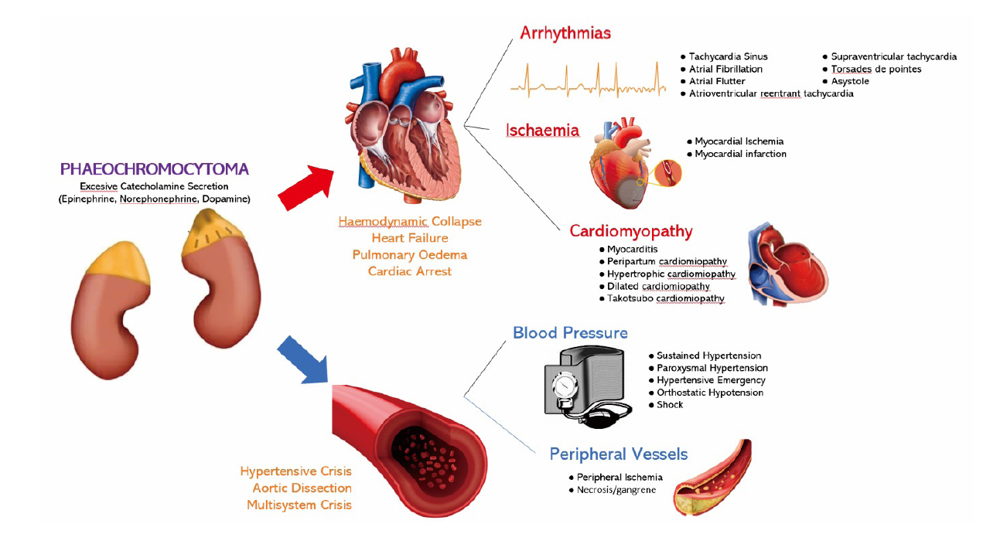 PHAEOCHROMOCYTOMA
Excesive Catecholamine Secretion
(Epinephrine, Norephonephrine, Dopamine)
Haemodynamic Collapse
Heart Failure
Pulmonary Oedema
Cardiac Arrest
Arrhythmias
● Tachycardia Sinus
● Atrial Fibrillation
● Atrial Flutter
● Atrioventricular reentrant tachycardia
● Supraventricular tachycardia
● Torsades de pointes
● Asystole
Ischaemia
● Myocardial Ischemia
● Myocardial infarction
Cardiomyopathy
● Myocarditis
● Peripartum cardiomiopathy
● Hypertrophic cardiomiopathy
● Dilated cardiomiopathy
● Takotsubo cardiomiopathy
Hypertensive Crisis
Aortic Dissection
Multisystem Crisis
Blood Pressure
● Sustained Hypertension
● Paroxysmal Hypertension
● Hypertensive Emergency
● Orthostatic Hypotension
● Shock
Peripheral Vessels
● Peripheral Ischemia
● Necrosis/gangrene